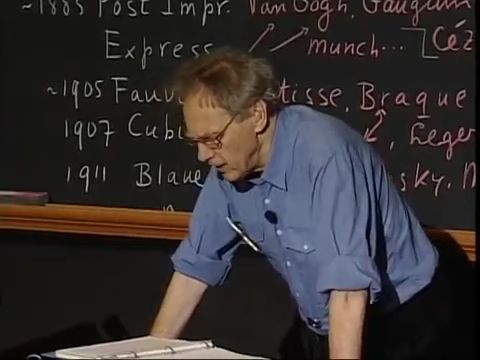 ~1885 Post Impr. Van Gogh, Gauguin
Express munch... Céz
~1905 Fauv tisse, Braque
1907 Cubi Leger
1911 Blaue sky,